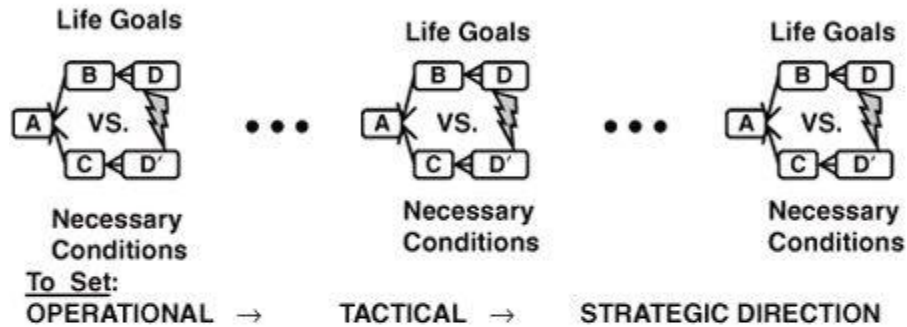 Life Goals Life Goals Life Goals
B D B D B D
A VS. ••• A VS. ••• A VS.
C D′ C D′ C D′
Necessary Necessary Necessary
Conditions Conditions Conditions
To Set:
OPERATIONAL → TACTICAL → STRATEGIC DIRECTION